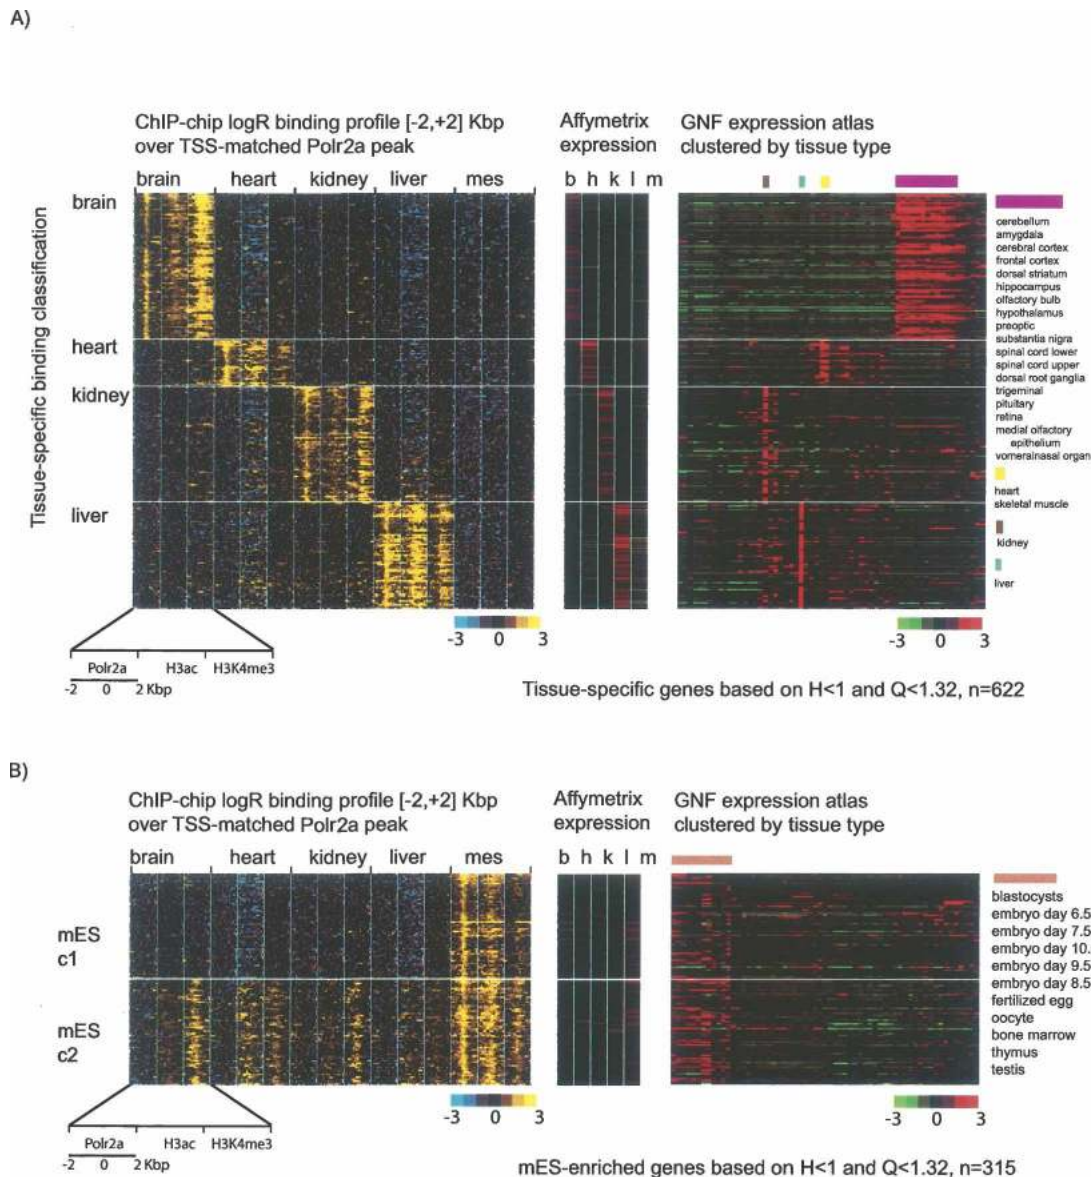 A)
ChIP-chip logR binding profile [-2,+2] Kbp
over TSS-matched Polr2a peak
Affymetrix
expression
GNF expression atlas
clustered by tissue type
brain heart kidney liver mes
b h k l m
Tissue-specific binding classification
brain
heart
kidney
liver
cerebellum
amygdala
cerebral cortex
frontal cortex
dorsal striatum
hippocampus
olfactory bulb
hypothalamus
preoptic
substantia nigra
spinal cord lower
spinal cord upper
dorsal root ganglia
trigeminal
pituitary
retina
medial olfactory
epithelium
vomerainasal organ
heart
skeletal muscle
kidney
liver
-3 0 3
-3 0 3
Polr2a H3ac H3K4me3
-2 0 2 Kbp
Tissue-specific genes based on H<1 and Q<1.32, n=622
B)
ChIP-chip logR binding profile [-2,+2] Kbp
over TSS-matched Polr2a peak
Affymetrix
expression
GNF expression atlas
clustered by tissue type
brain heart kidney liver mes
b h k l m
mES
c1
mES
c2
blastocysts
embryo day 6.5
embryo day 7.5
embryo day 10.
embryo day 9.5
embryo day 8.5
fertilized egg
oocyte
bone marrow
thymus
testis
-3 0 3
-3 0 3
Polr2a H3ac H3K4me3
-2 0 2 Kbp
mES-enriched genes based on H<1 and Q<1.32, n=315